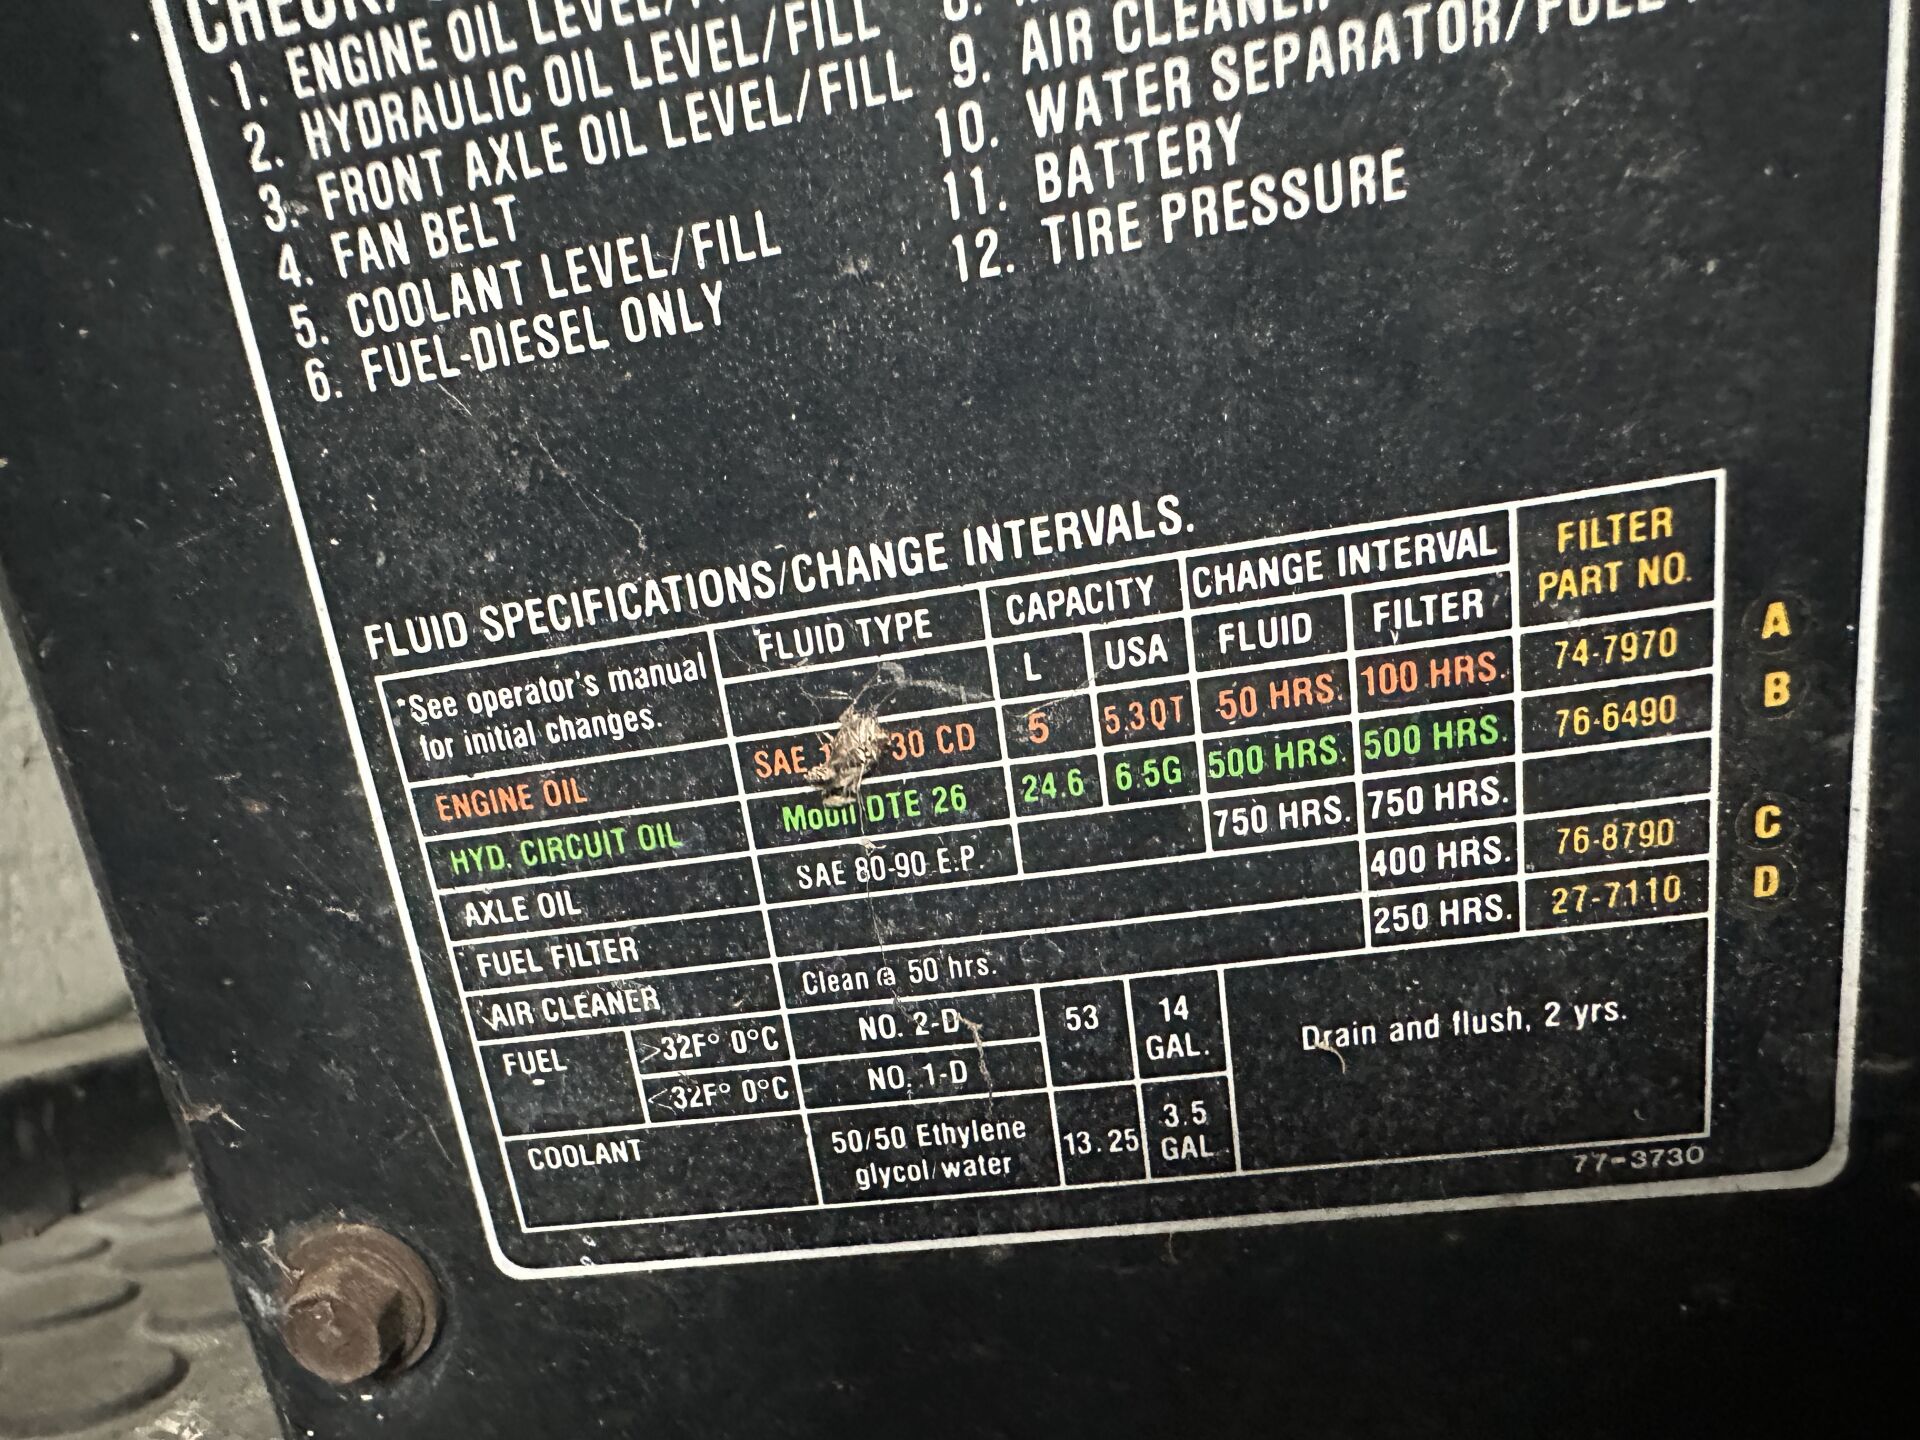 CHECK/
1. ENGINE OIL LEVEL/
2. HYDRAULIC OIL LEVEL/FILL
3. FRONT AXLE OIL LEVEL/FILL
4. FAN BELT
5. COOLANT LEVEL/FILL
6. FUEL-DIESEL ONLY
8.
9. AIR CLEANER
10. WATER SEPARATOR/FUEL
11. BATTERY
12. TIRE PRESSURE
FLUID SPECIFICATIONS/CHANGE INTERVALS.
*See operator's manual
for initial changes.
FLUID TYPE CAPACITY CHANGE INTERVAL FILTER
PART NO.
L USA FLUID FILTER
ENGINE OIL SAE 30 CD 5 5.3QT 50 HRS. 100 HRS. 74-7970 A
HYD. CIRCUIT OIL Mobil DTE 26 24.6 6.5G 500 HRS. 500 HRS. 76-6490 B
AXLE OIL SAE 80-90 E.P. 750 HRS. 750 HRS.
FUEL FILTER 400 HRS. 76-8790 C
AIR CLEANER Clean @ 50 hrs. 250 HRS. 27-7110 D
FUEL >32F° 0°C NO. 2-D 53 14
GAL.
<32F° 0°C NO. 1-D
Drain and flush, 2 yrs.
COOLANT 50/50 Ethylene
glycol/water 13.25 3.5
GAL
77-3730